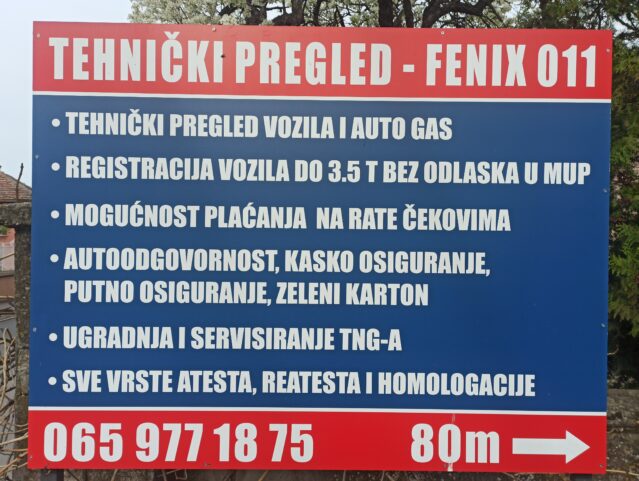 TEHNIČKI PREGLED - FENIX 011
• TEHNIČKI PREGLED VOZILA I AUTO GAS
• REGISTRACIJA VOZILA DO 3.5 T BEZ ODLASKA U MUP
• MOGUĆNOST PLAĆANJA NA RATE ČEKOVIMA
• AUTOODGOVORNOST, KASKO OSIGURANJE,
PUTNO OSIGURANJE, ZELENI KARTON
• UGRADNJA I SERVISIRANJE TNG-A
• SVE VRSTE ATESTA, REATESTA I HOMOLOGACIJE
065 977 18 75 80m →